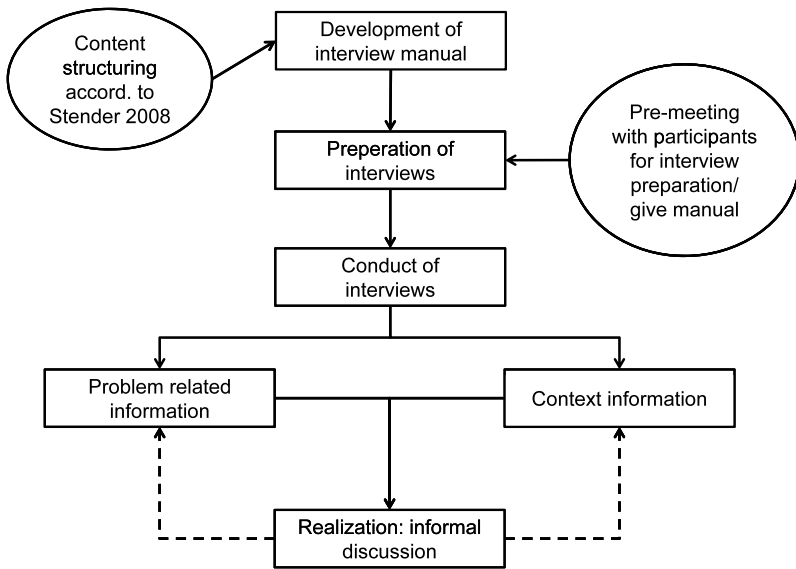 Content
structuring
accord. to
Stender 2008
Development of
interview manual
Preperation of
interviews
Pre-meeting
with participants
for interview
preparation/
give manual
Conduct of
interviews
Problem related
information
Context information
Realization: informal
discussion